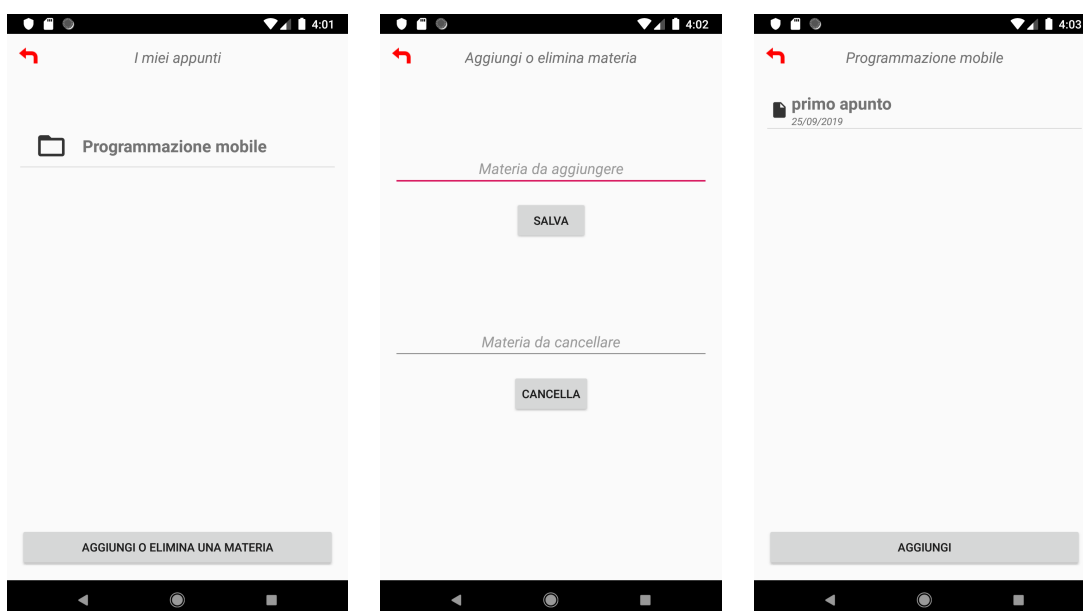 4:01
I miei appunti
Programmazione mobile
AGGIUNGI O ELIMINA UNA MATERIA
4:02
Aggiungi o elimina materia
Materia da aggiungere
SALVA
Materia da cancellare
CANCELLA
4:03
Programmazione mobile
primo apunto
25/09/2019
AGGIUNGI